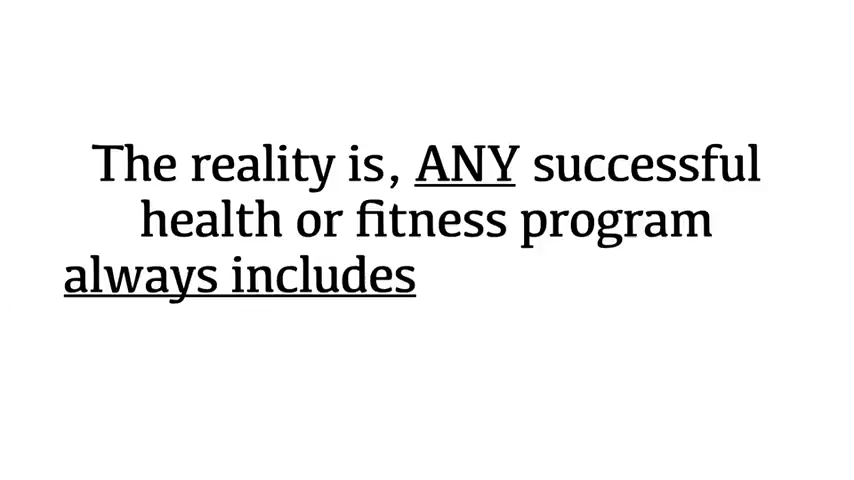 The reality is, ANY successful
health or fitness program
always includes